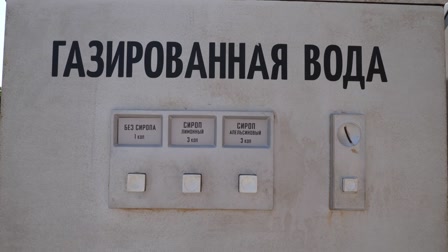 ГАЗИРОВАННАЯ ВОДА
БЕЗ СИРОПА
1 коп
СИРОП
ЛИМОННЫЙ
3 коп
СИРОП
АПЕЛЬСИНОВЫЙ
3 коп